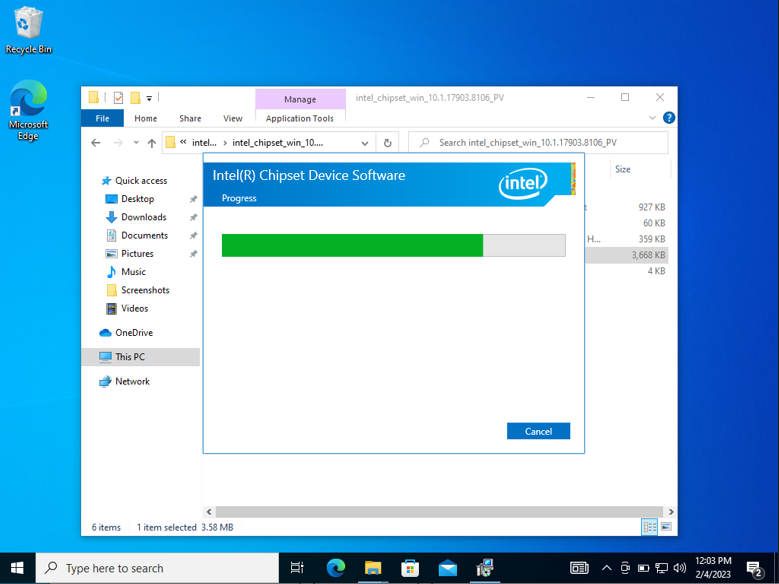 Recycle Bin
Microsoft
Edge
Manage
intel_chipset_win_10.1.17903.8106_PV
File
Home
Share
View
Application Tools
intel...
intel_chipset_win_10....
Search intel_chipset_win_10.1.17903.8106_PV
Intel(R) Chipset Device Software
Progress
intel
Size
Quick access
Desktop
Downloads
Documents
Pictures
Music
Screenshots
Videos
OneDrive
This PC
Network
927 KB
60 KB
H...
359 KB
3,668 KB
4 KB
Cancel
6 items
1 item selected 3.58 MB
Type here to search
12:03 PM
2/4/2023
2